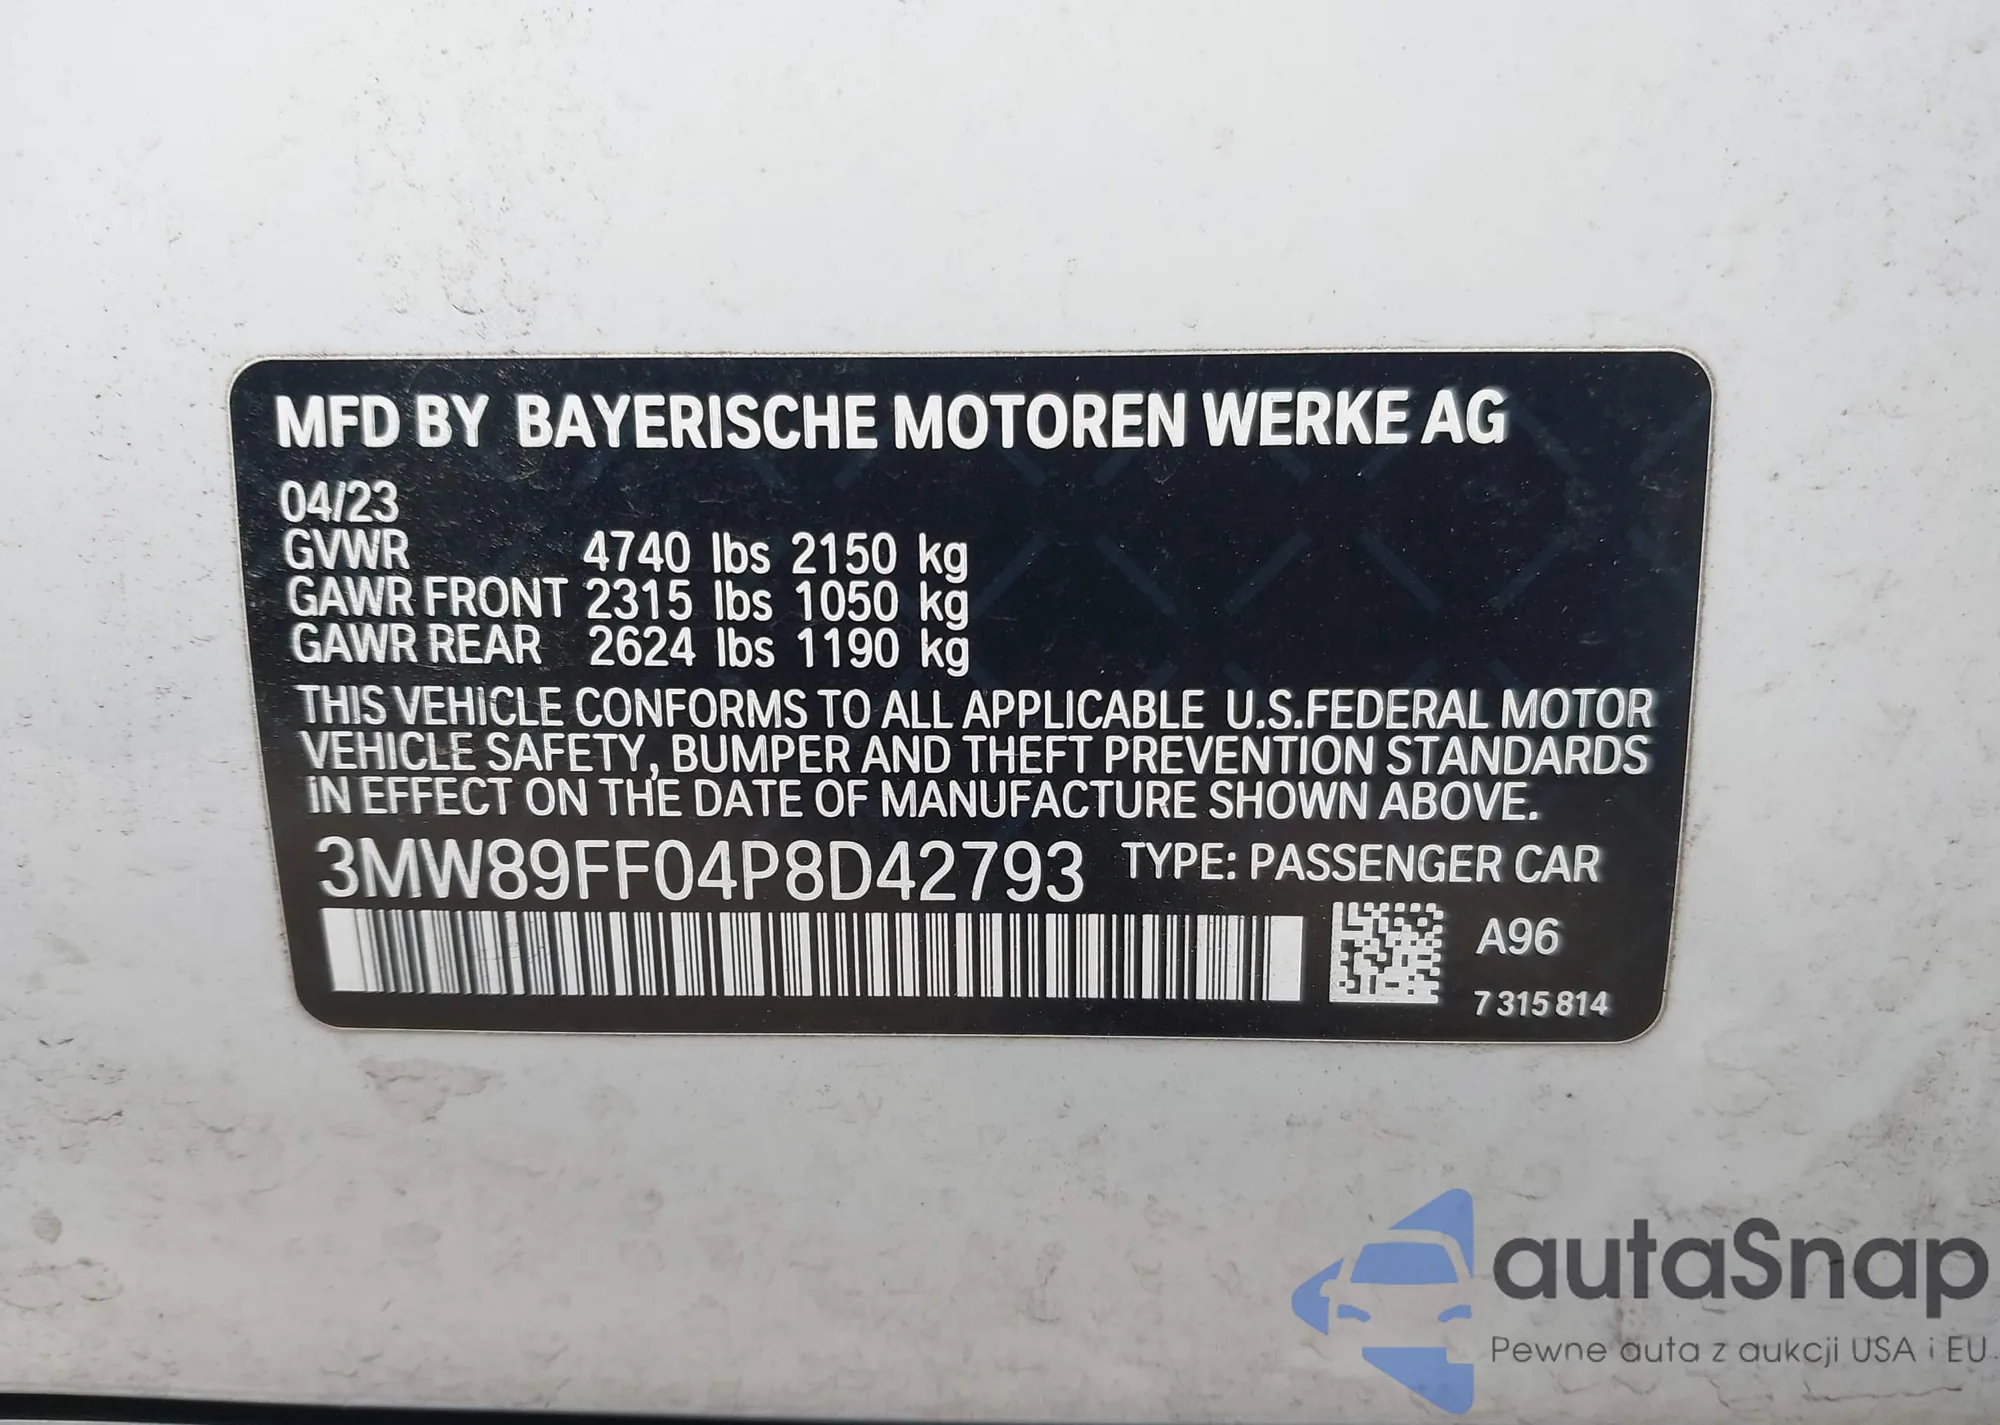 MFD BY BAYERISCHE MOTOREN WERKE AG
04/23
GVWR 4740 lbs 2150 kg
GAWR FRONT 2315 lbs 1050 kg
GAWR REAR 2624 lbs 1190 kg
THIS VEHICLE CONFORMS TO ALL APPLICABLE U.S.FEDERAL MOTOR
VEHICLE SAFETY, BUMPER AND THEFT PREVENTION STANDARDS
IN EFFECT ON THE DATE OF MANUFACTURE SHOWN ABOVE.
3MW89FF04P8D42793 TYPE: PASSENGER CAR
A96
7 315 814
autaSnap
Pewne auta z aukcji USA i EU